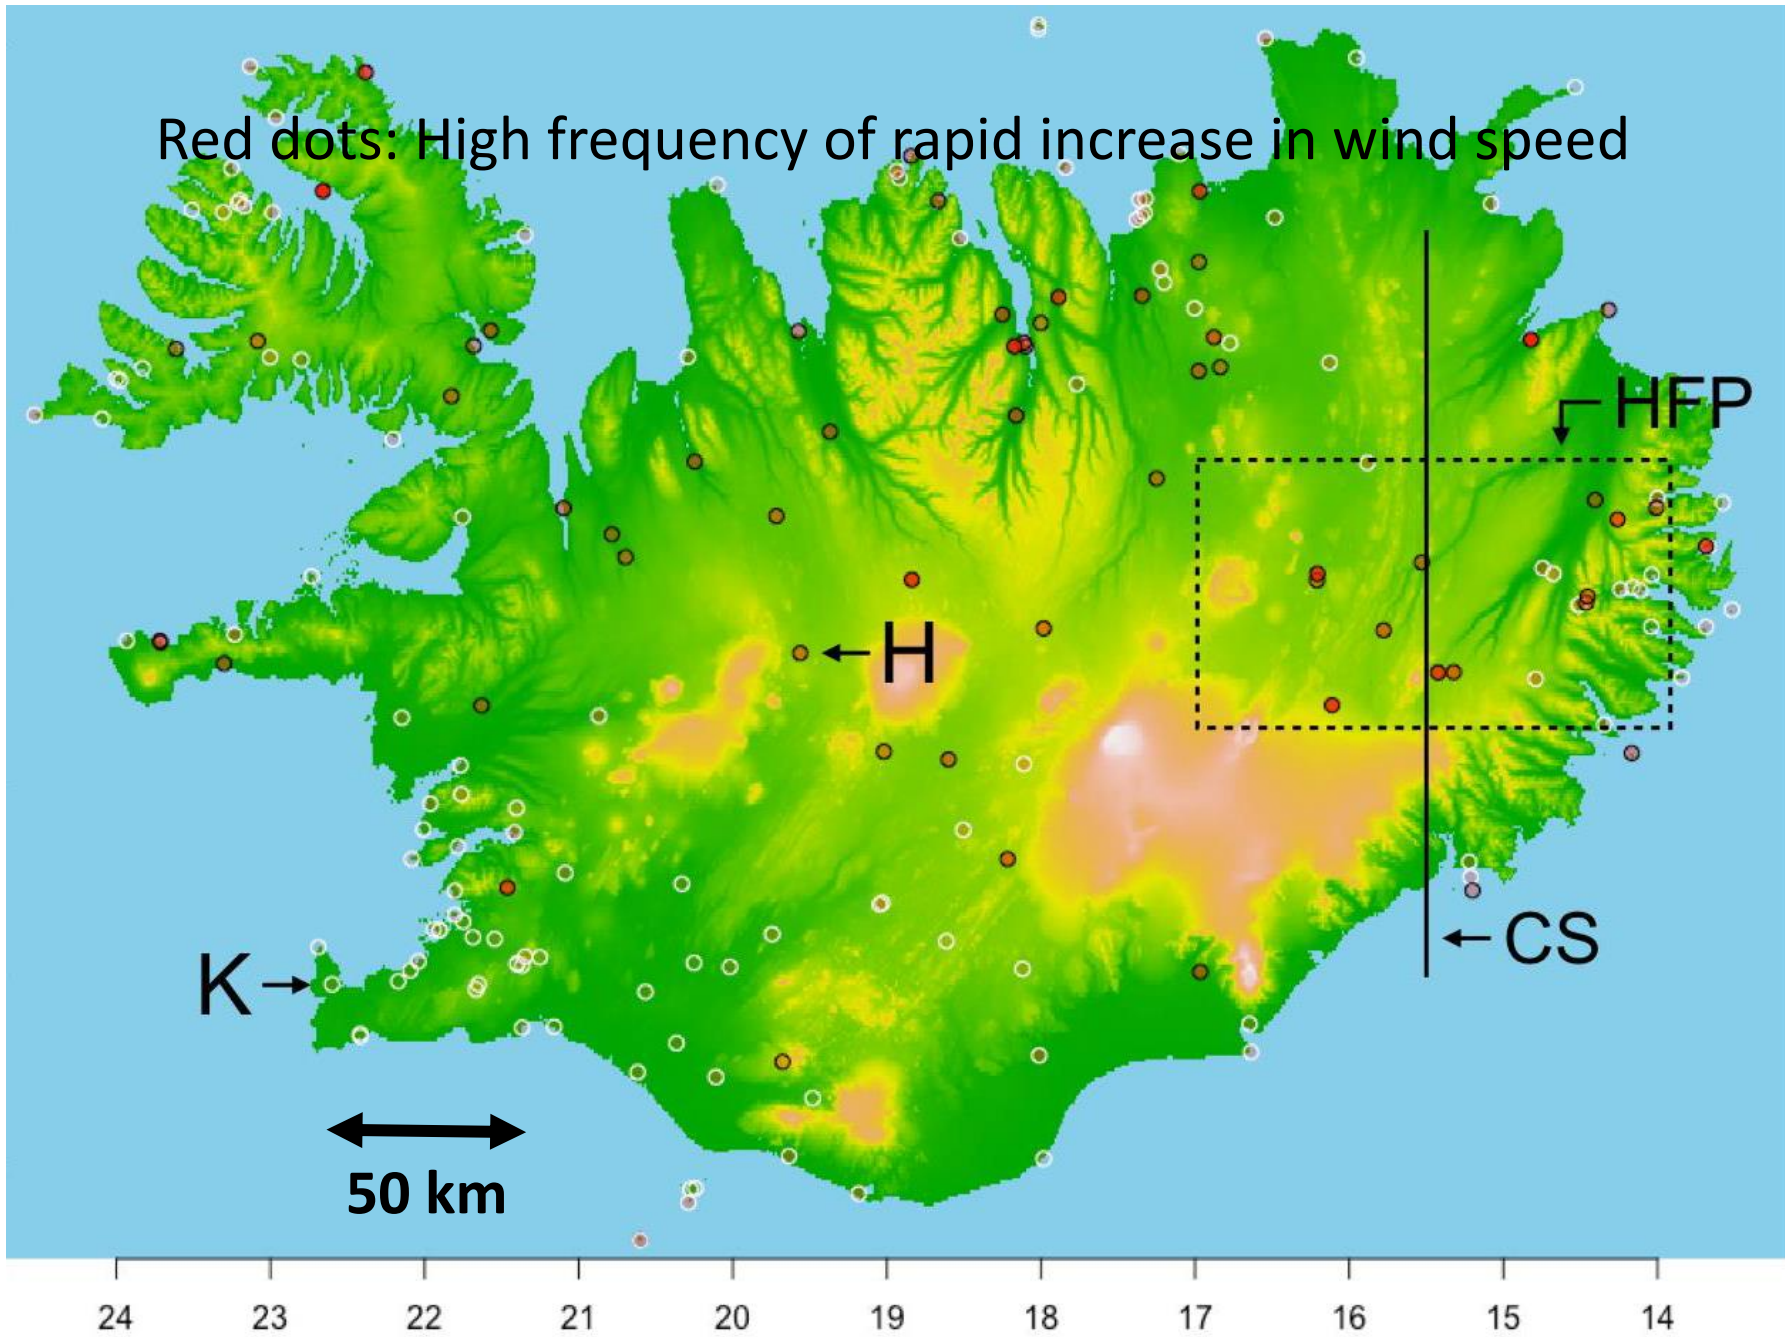 Red dots: High frequency of rapid increase in wind speed
HFP
H
CS
K
50 km
24 23 22 21 20 19 18 17 16 15 14